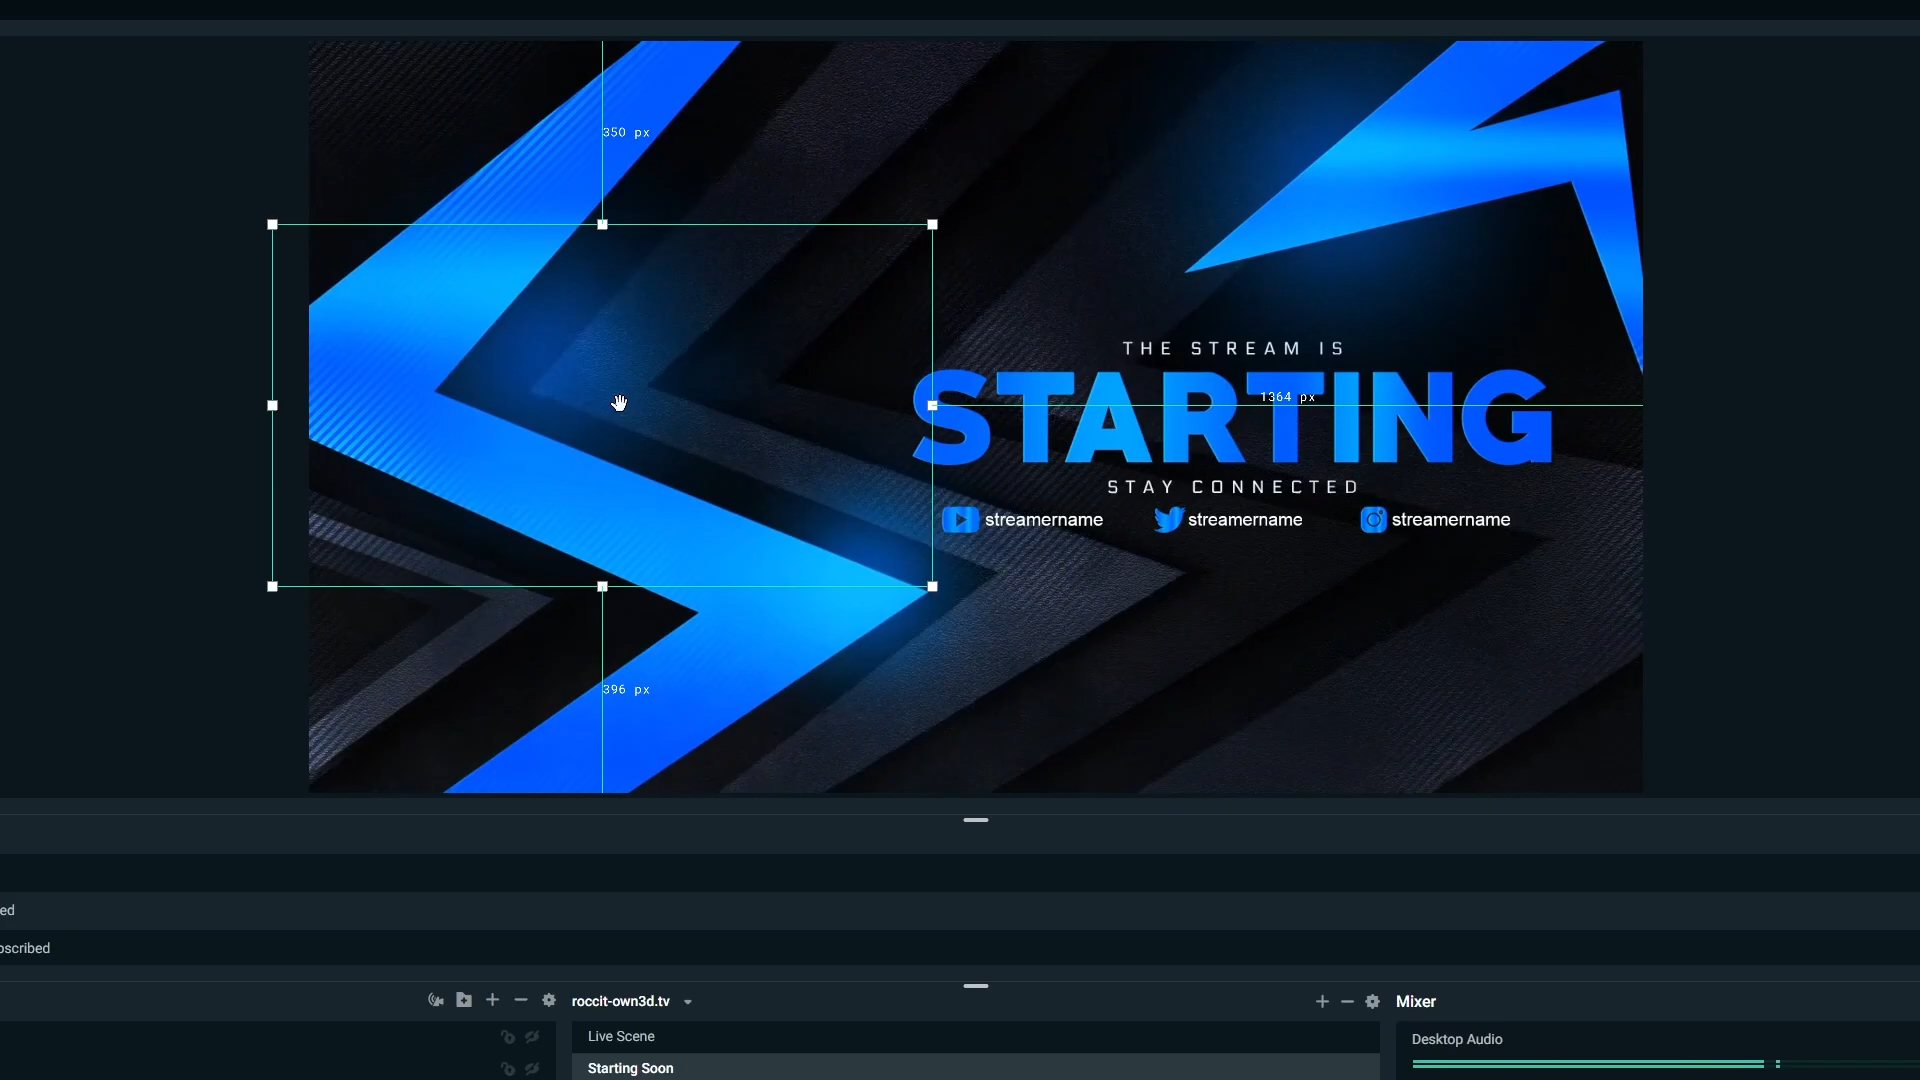 350 px
THE STREAM IS
STARTING
1364 px
STAY CONNECTED
streamername streamername streamername
396 px
ed
bscribed
roccit-own3d.tv
Mixer
Live Scene
Desktop Audio
Starting Soon